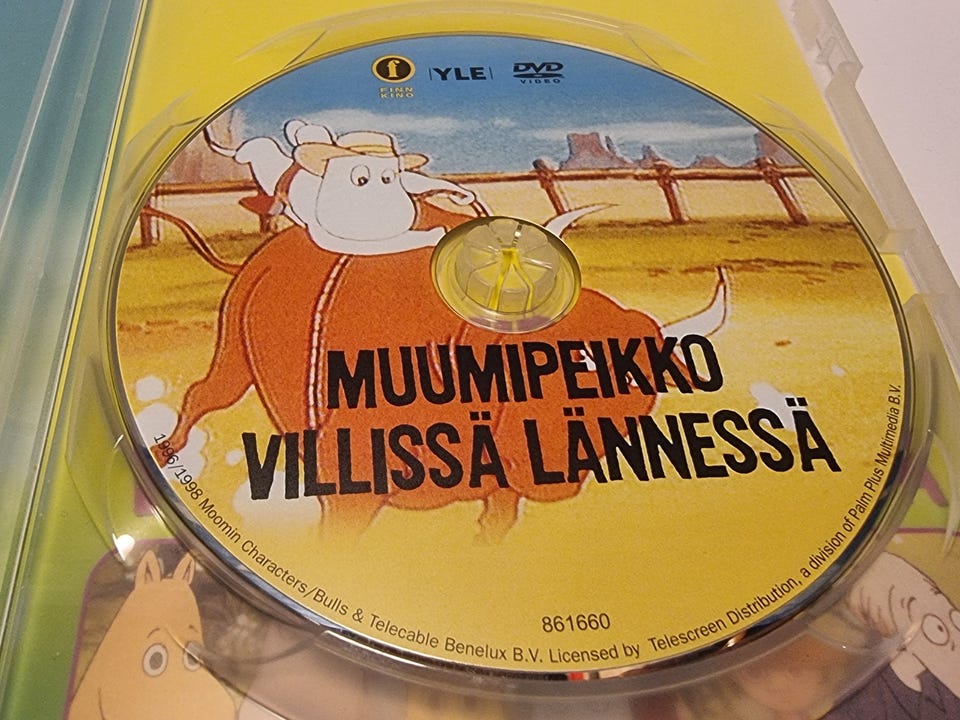 f
FINN
KINO
YLE
DVD
VIDEO
MUUMIPEIKKO
VILLISSÄ LÄNNESSÄ
861660
1996/1998 Moomin Characters/Bulls & Telecable Benelux B.V. Licensed by Telescreen Distribution, a division of Palm Plus Multimedia B.V.